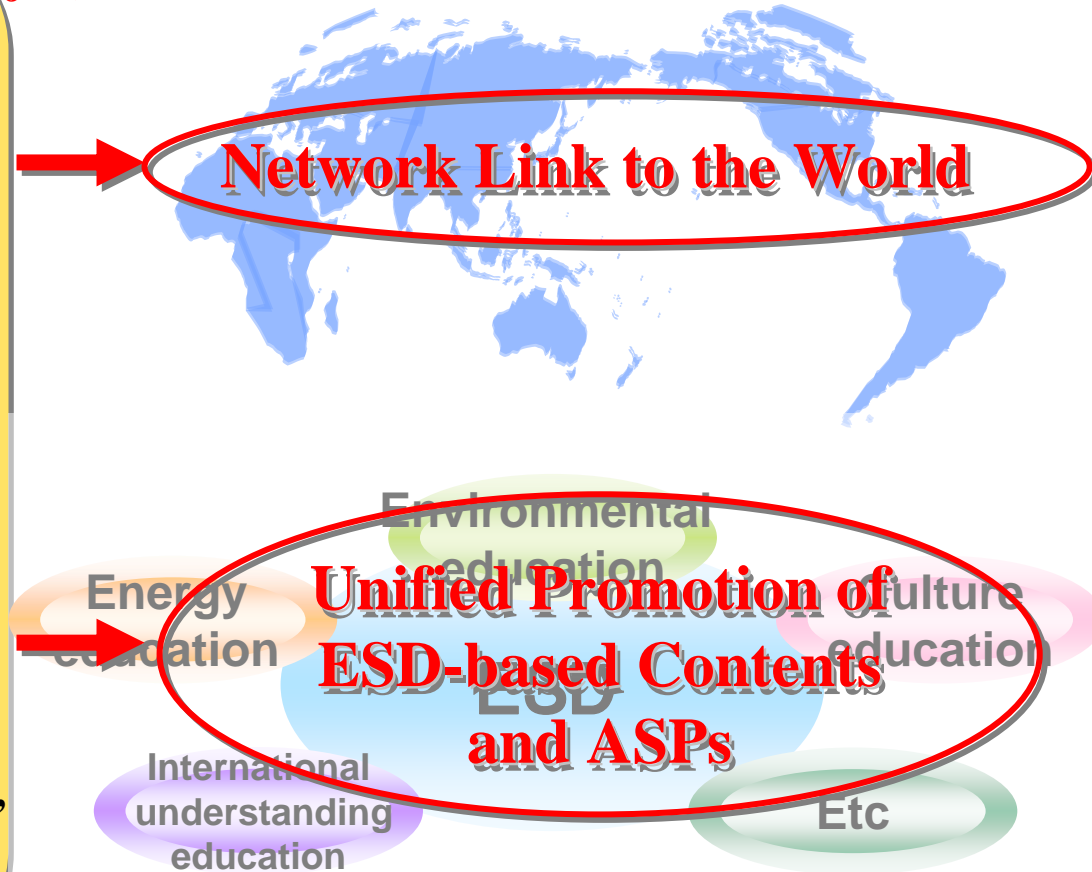 Network Link to the World
Environmental
education
Energy
education
Culture
education
Unified Promotion of
ESD-based Contents
and ASPs
ESD
International
understanding
education
Etc
,